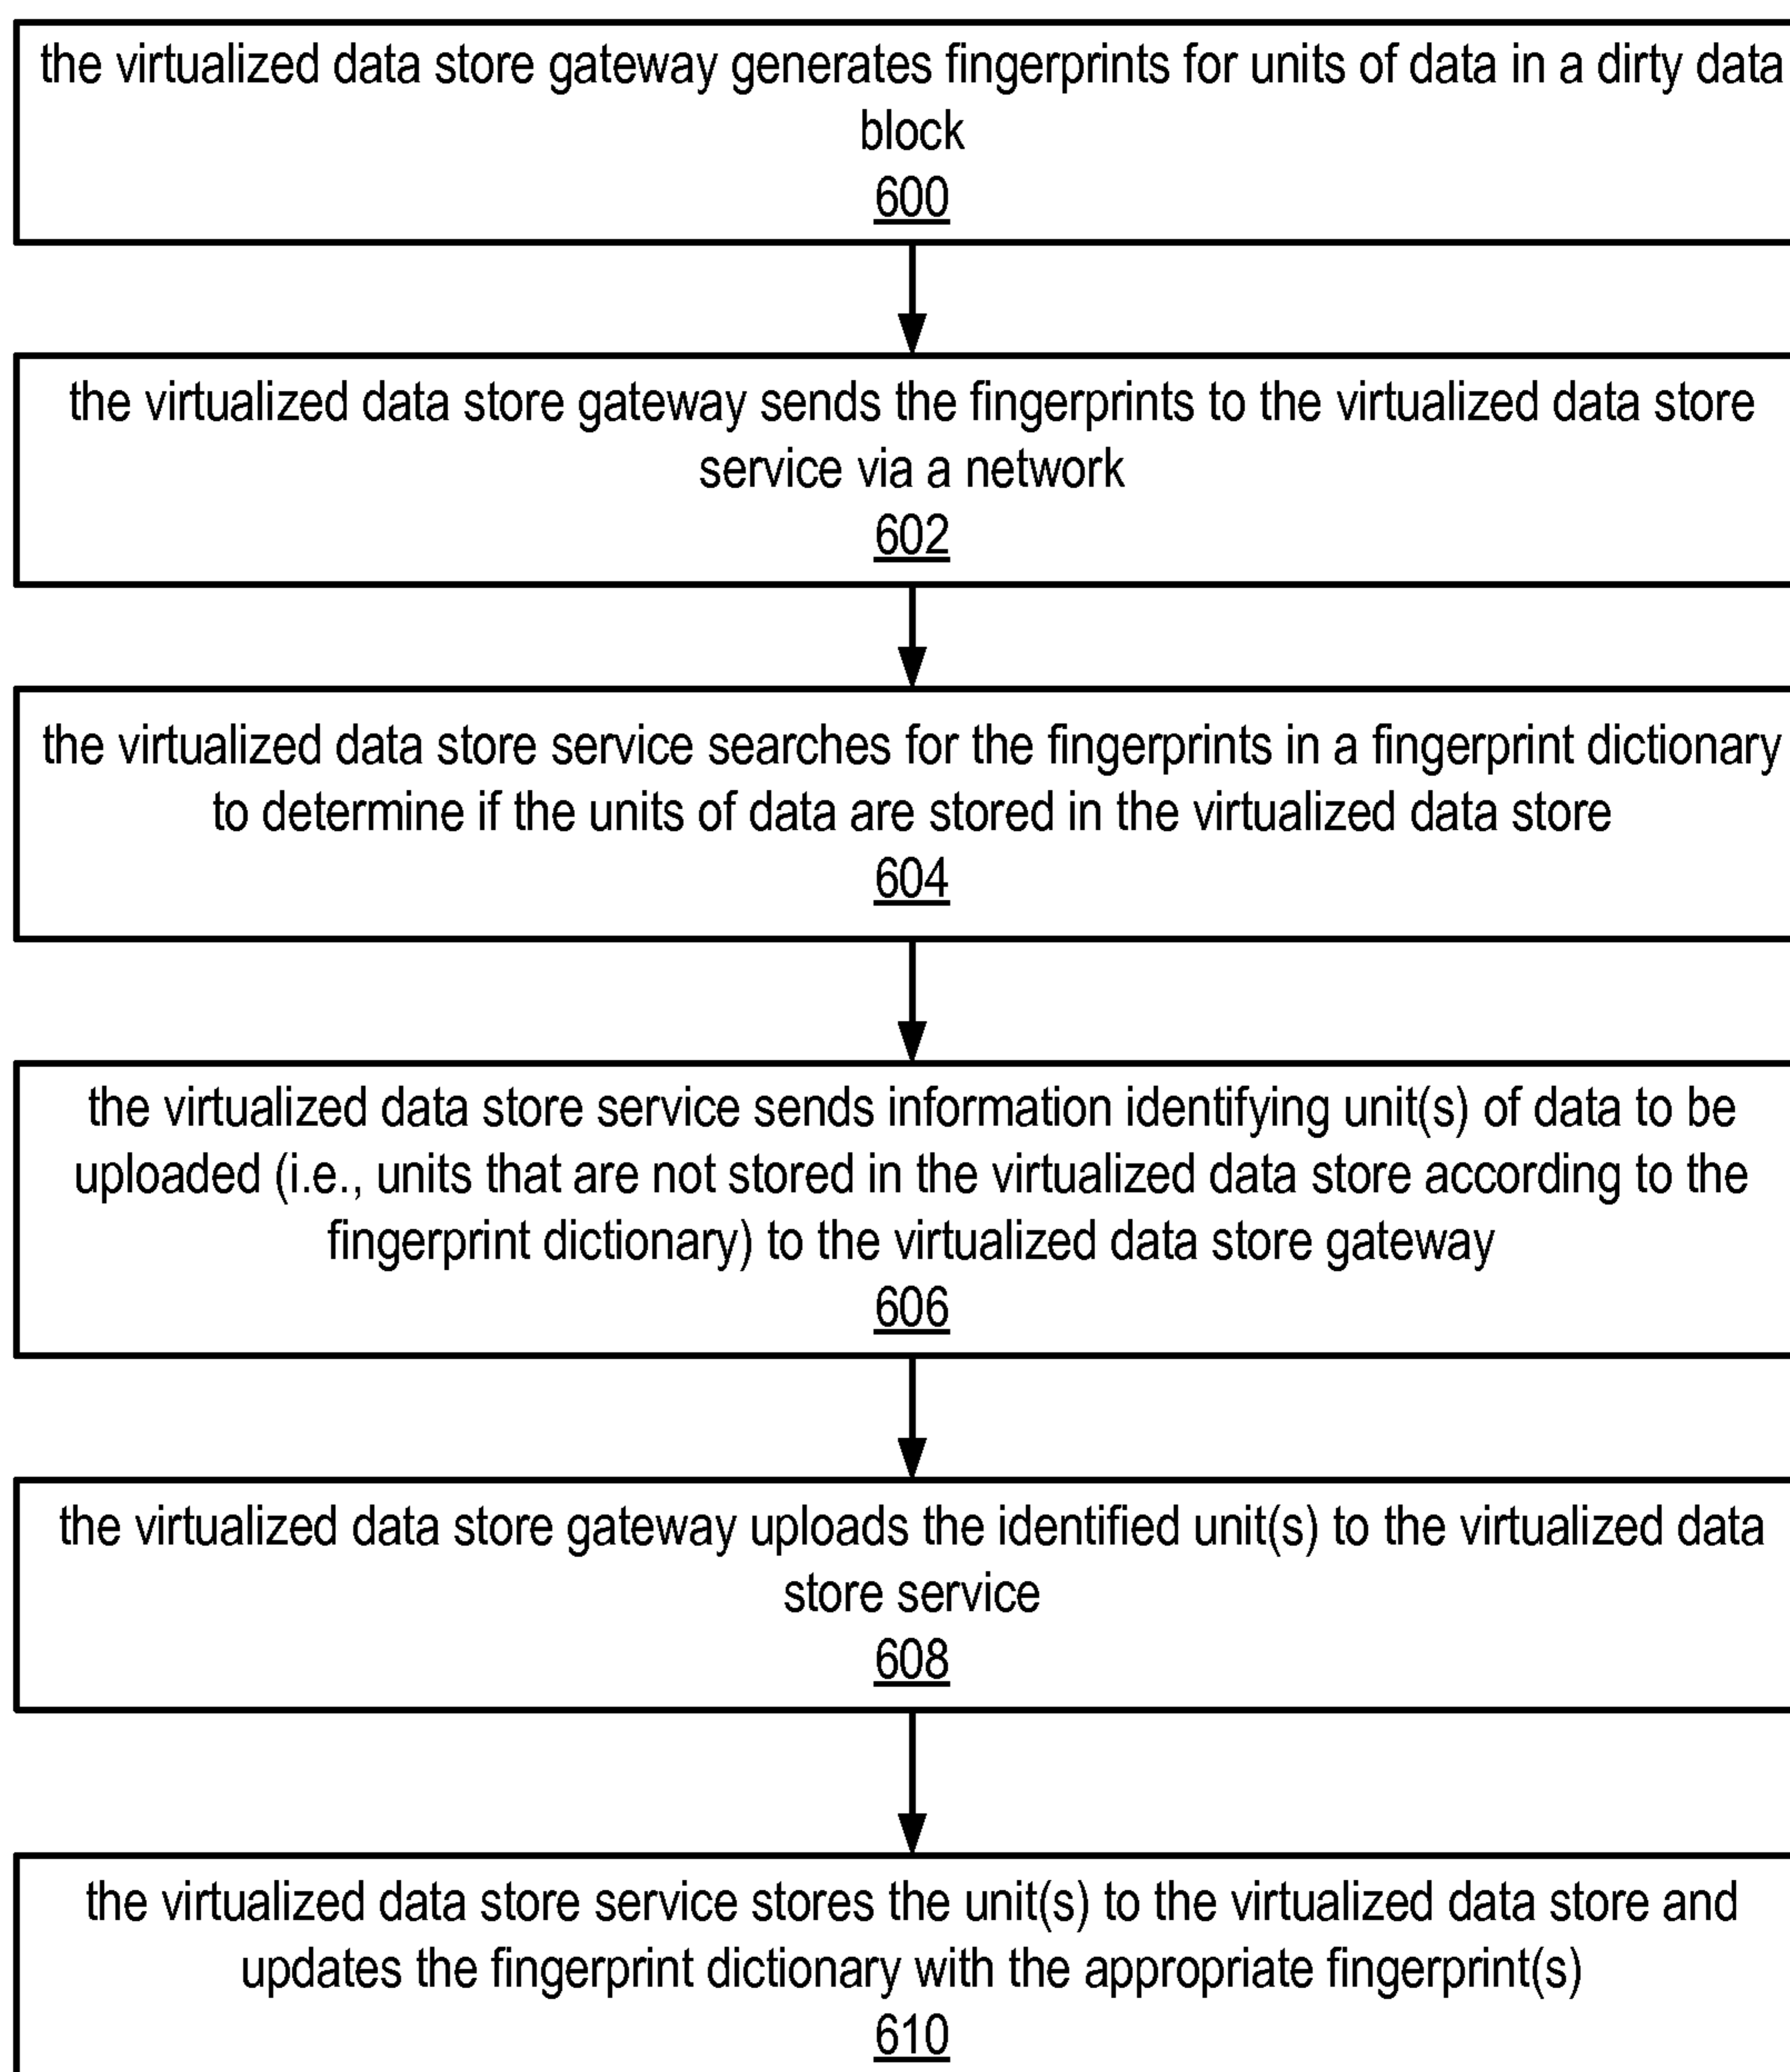 the virtualized data store gateway generates fingerprints for units of data in a dirty data
block
600
the virtualized data store gateway sends the fingerprints to the virtualized data store
service via a network
602
the virtualized data store service searches for the fingerprints in a fingerprint dictionary
to determine if the units of data are stored in the virtualized data store
604
the virtualized data store service sends information identifying unit(s) of data to be
uploaded (i.e., units that are not stored in the virtualized data store according to the
fingerprint dictionary) to the virtualized data store gateway
606
the virtualized data store gateway uploads the identified unit(s) to the virtualized data
store service
608
the virtualized data store service stores the unit(s) to the virtualized data store and
updates the fingerprint dictionary with the appropriate fingerprint(s)
610